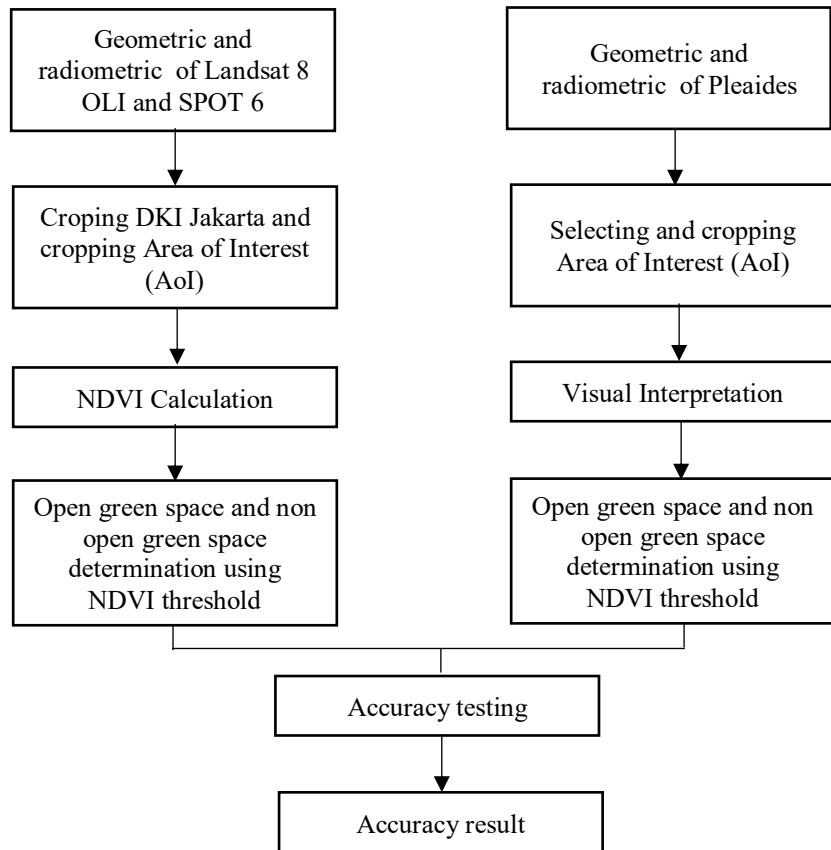 Geometric and
radiometric of Landsat 8
OLI and SPOT 6
Croping DKI Jakarta and
cropping Area of Interest
(AoI)
NDVI Calculation
Open green space and non
open green space
determination using
NDVI threshold
Geometric and
radiometric of Pleaides
Selecting and cropping
Area of Interest (AoI)
Visual Interpretation
Open green space and non
open green space
determination using
NDVI threshold
Accuracy testing
Accuracy result